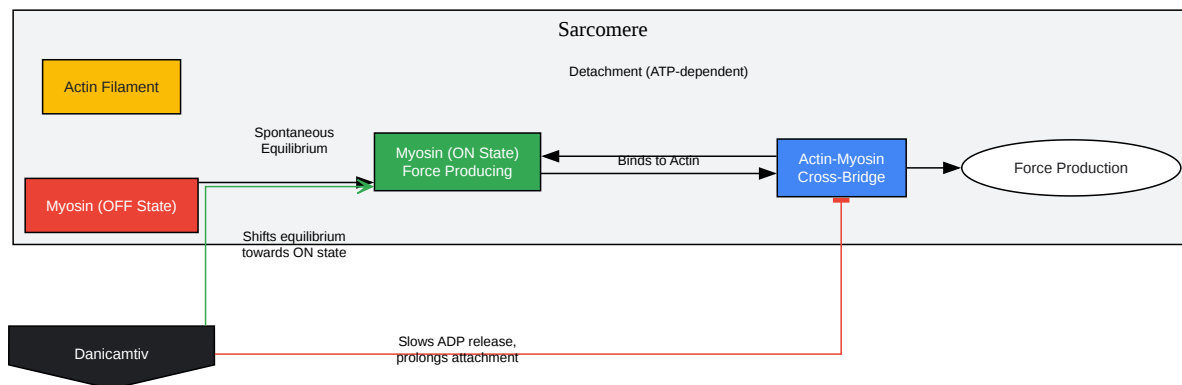 Sarcomere
Detachment (ATP-dependent)
Actin Filament
Spontaneous
Equilibrium
Myosin (ON State)
Force Producing
Binds to Actin
Actin-Myosin
Cross-Bridge
Force Production
Myosin (OFF State)
Shifts equilibrium
towards ON state
Slows ADP release,
prolongs attachment
Danicamtiv